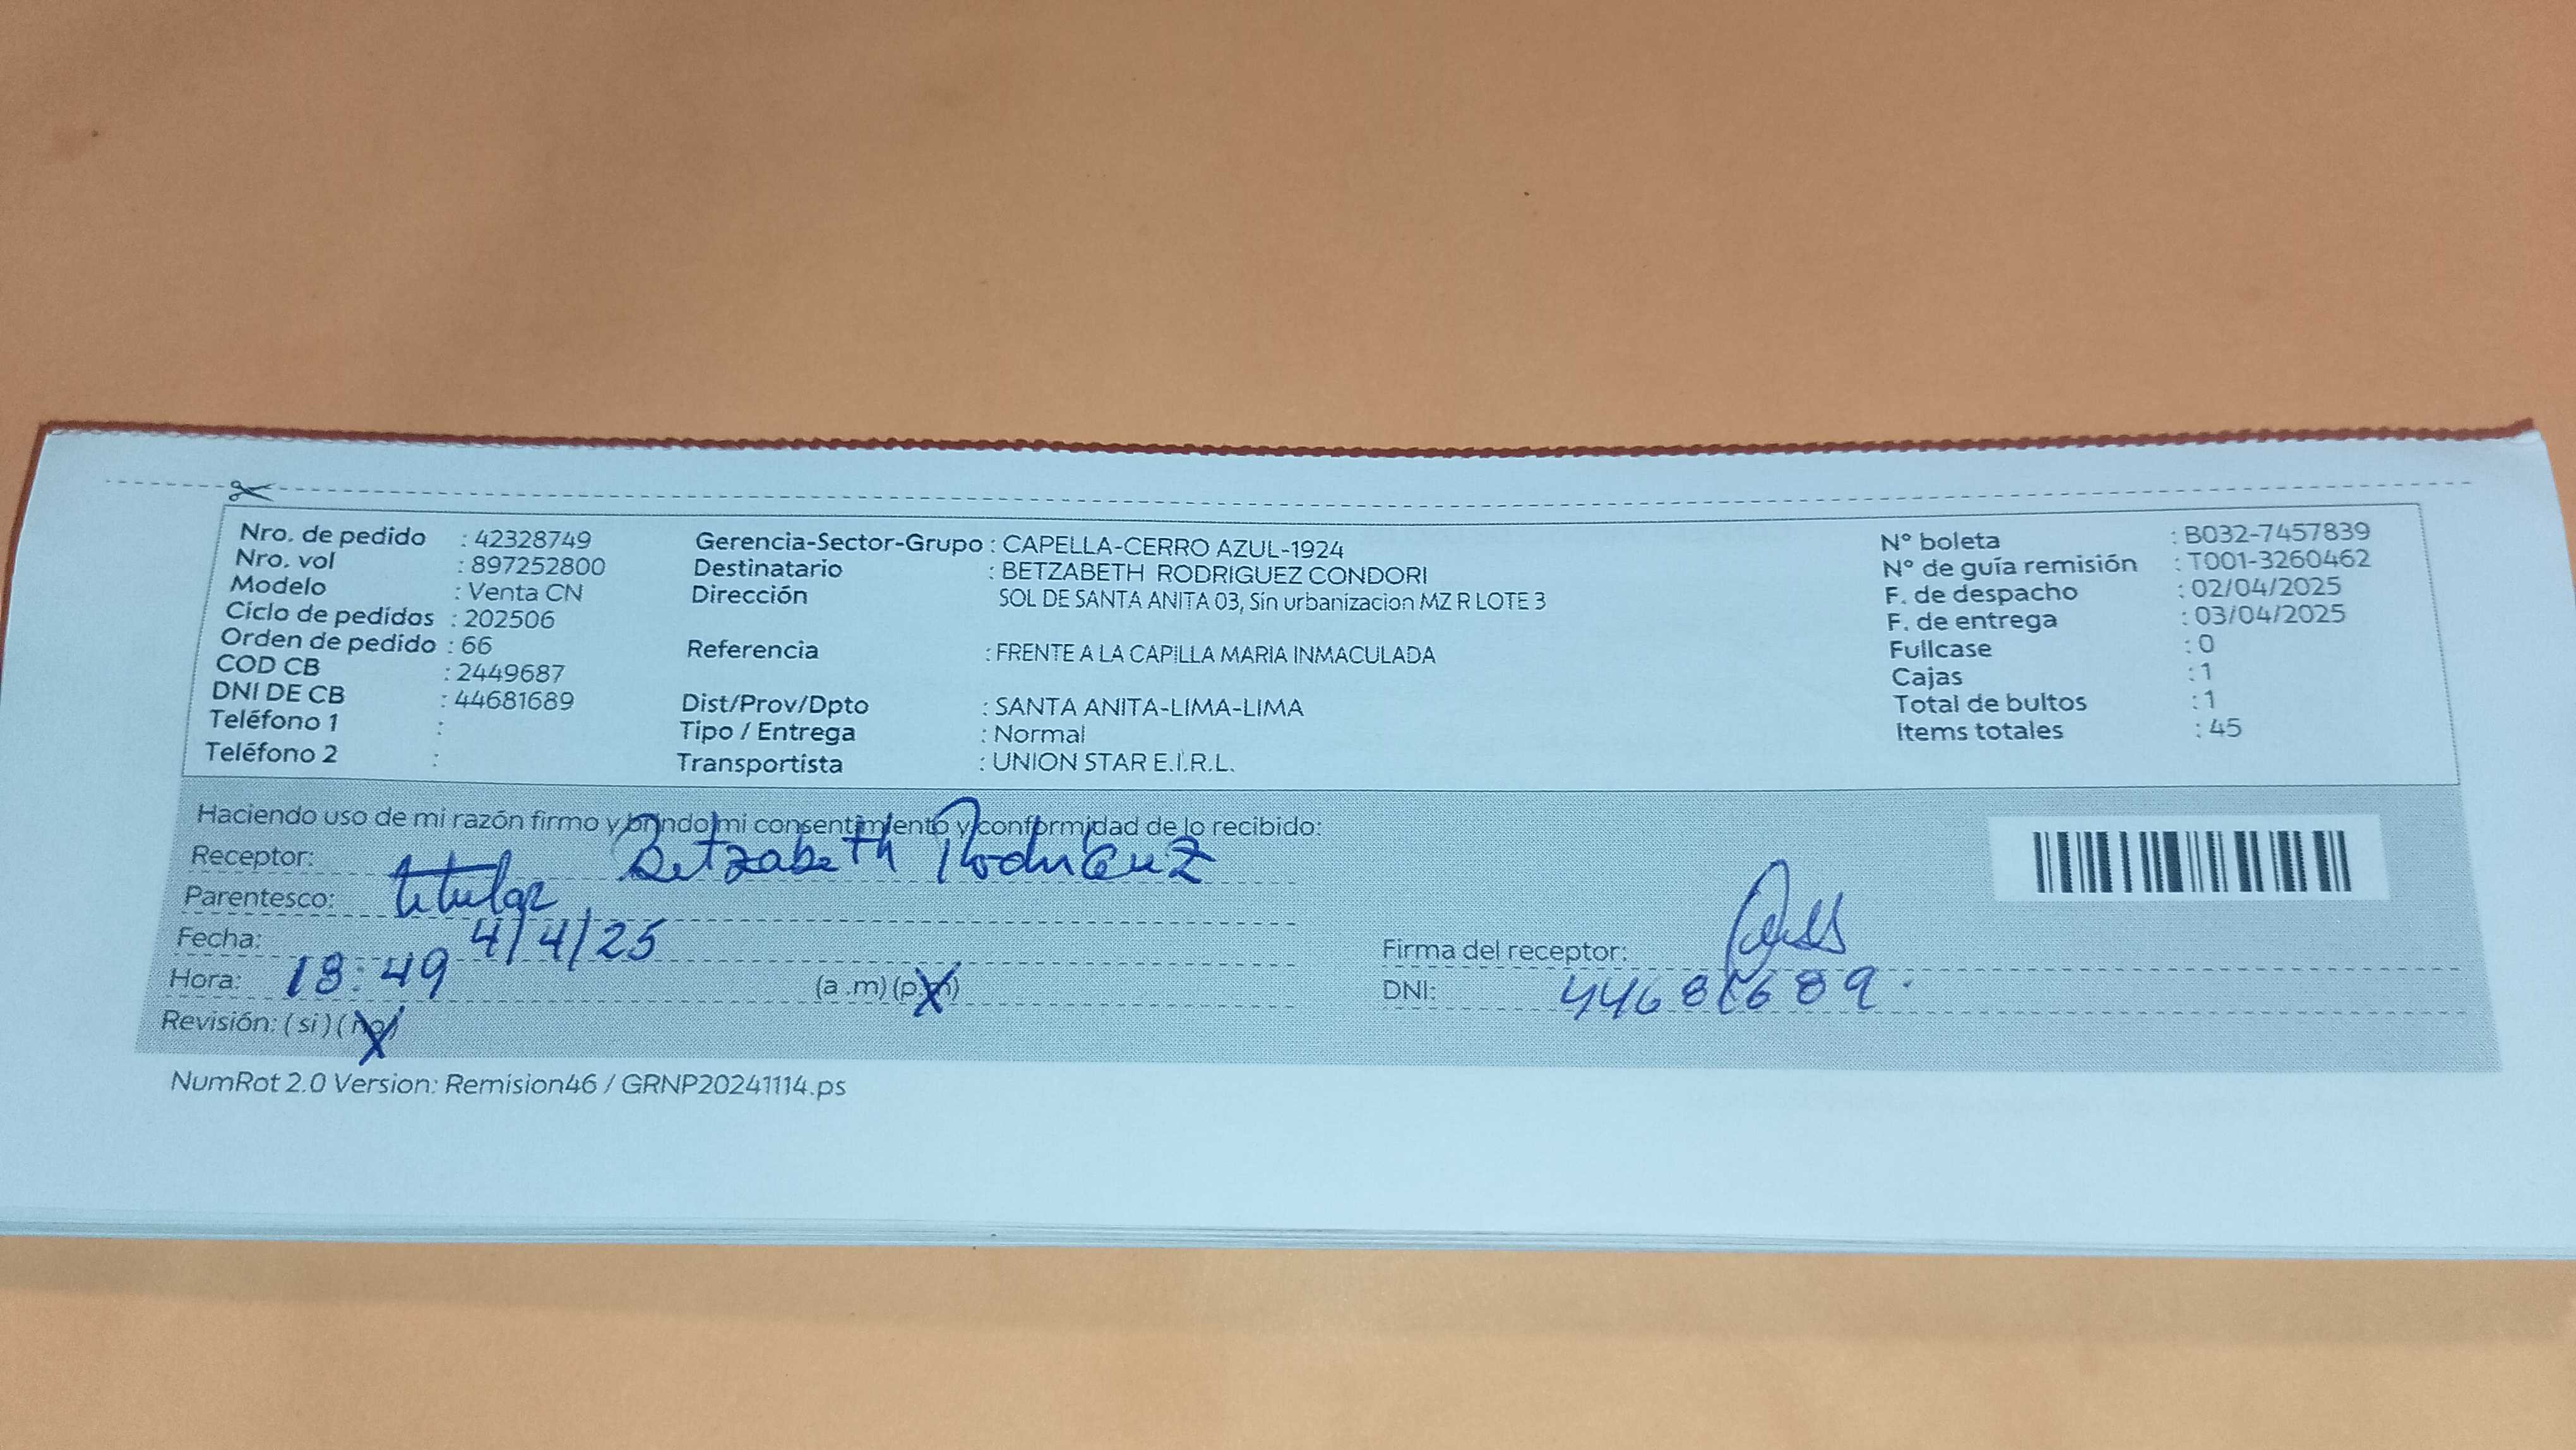 Nro. de pedido : 42328749
Nro. vol : 897252800
Modelo : Venta CN
Ciclo de pedidos : 202506
Orden de pedido : 66
COD CB : 2449687
DNI DE CB : 44681689
Teléfono 1 :
Teléfono 2 :
Gerencia-Sector-Grupo : CAPELLA-CERRO AZUL-1924
Destinatario : BETZABETH RODRIGUEZ CONDORI
Dirección SOL DE SANTA ANITA 03, Sin urbanizacion MZ R LOTE 3
Referencia : FRENTE A LA CAPILLA MARIA INMACULADA
Dist/Prov/Dpto : SANTA ANITA-LIMA-LIMA
Tipo / Entrega : Normal
Transportista : UNION STAR E.I.R.L.
N° boleta : B032-7457839
N° de guía remisión : T001-3260462
F. de despacho : 02/04/2025
F. de entrega : 03/04/2025
Fullcase : 0
Cajas : 1
Total de bultos : 1
Items totales : 45
Haciendo uso de mi razón firmo y brindo mi consentimiento y conformidad de lo recibido:
Receptor: Betzabeth Rodriguez
Parentesco: titular
Fecha: 4/4/25
Hora: 18:49 (a .m) (p.m)
Revisión: ( si ) ( no )
Firma del receptor:
DNI: 44681689.
NumRot 2.0 Version: Remision46 / GRNP20241114.ps